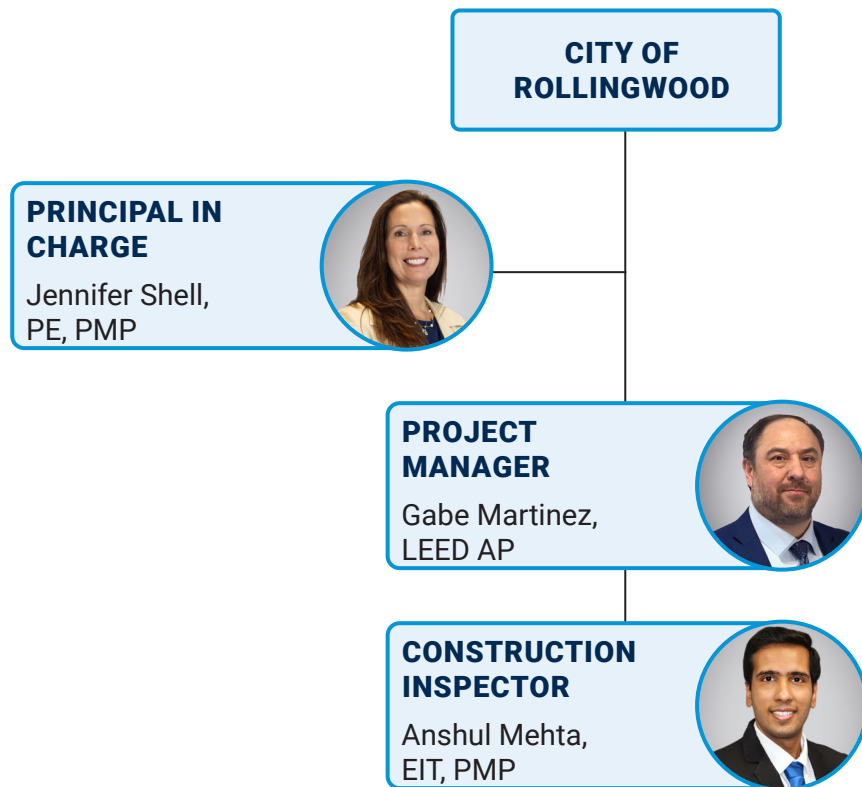 CITY OF
ROLLINGWOOD
PRINCIPAL IN
CHARGE
Jennifer Shell,
PE, PMP
PROJECT
MANAGER
Gabe Martinez,
LEED AP
CONSTRUCTION
INSPECTOR
Anshul Mehta,
EIT, PMP